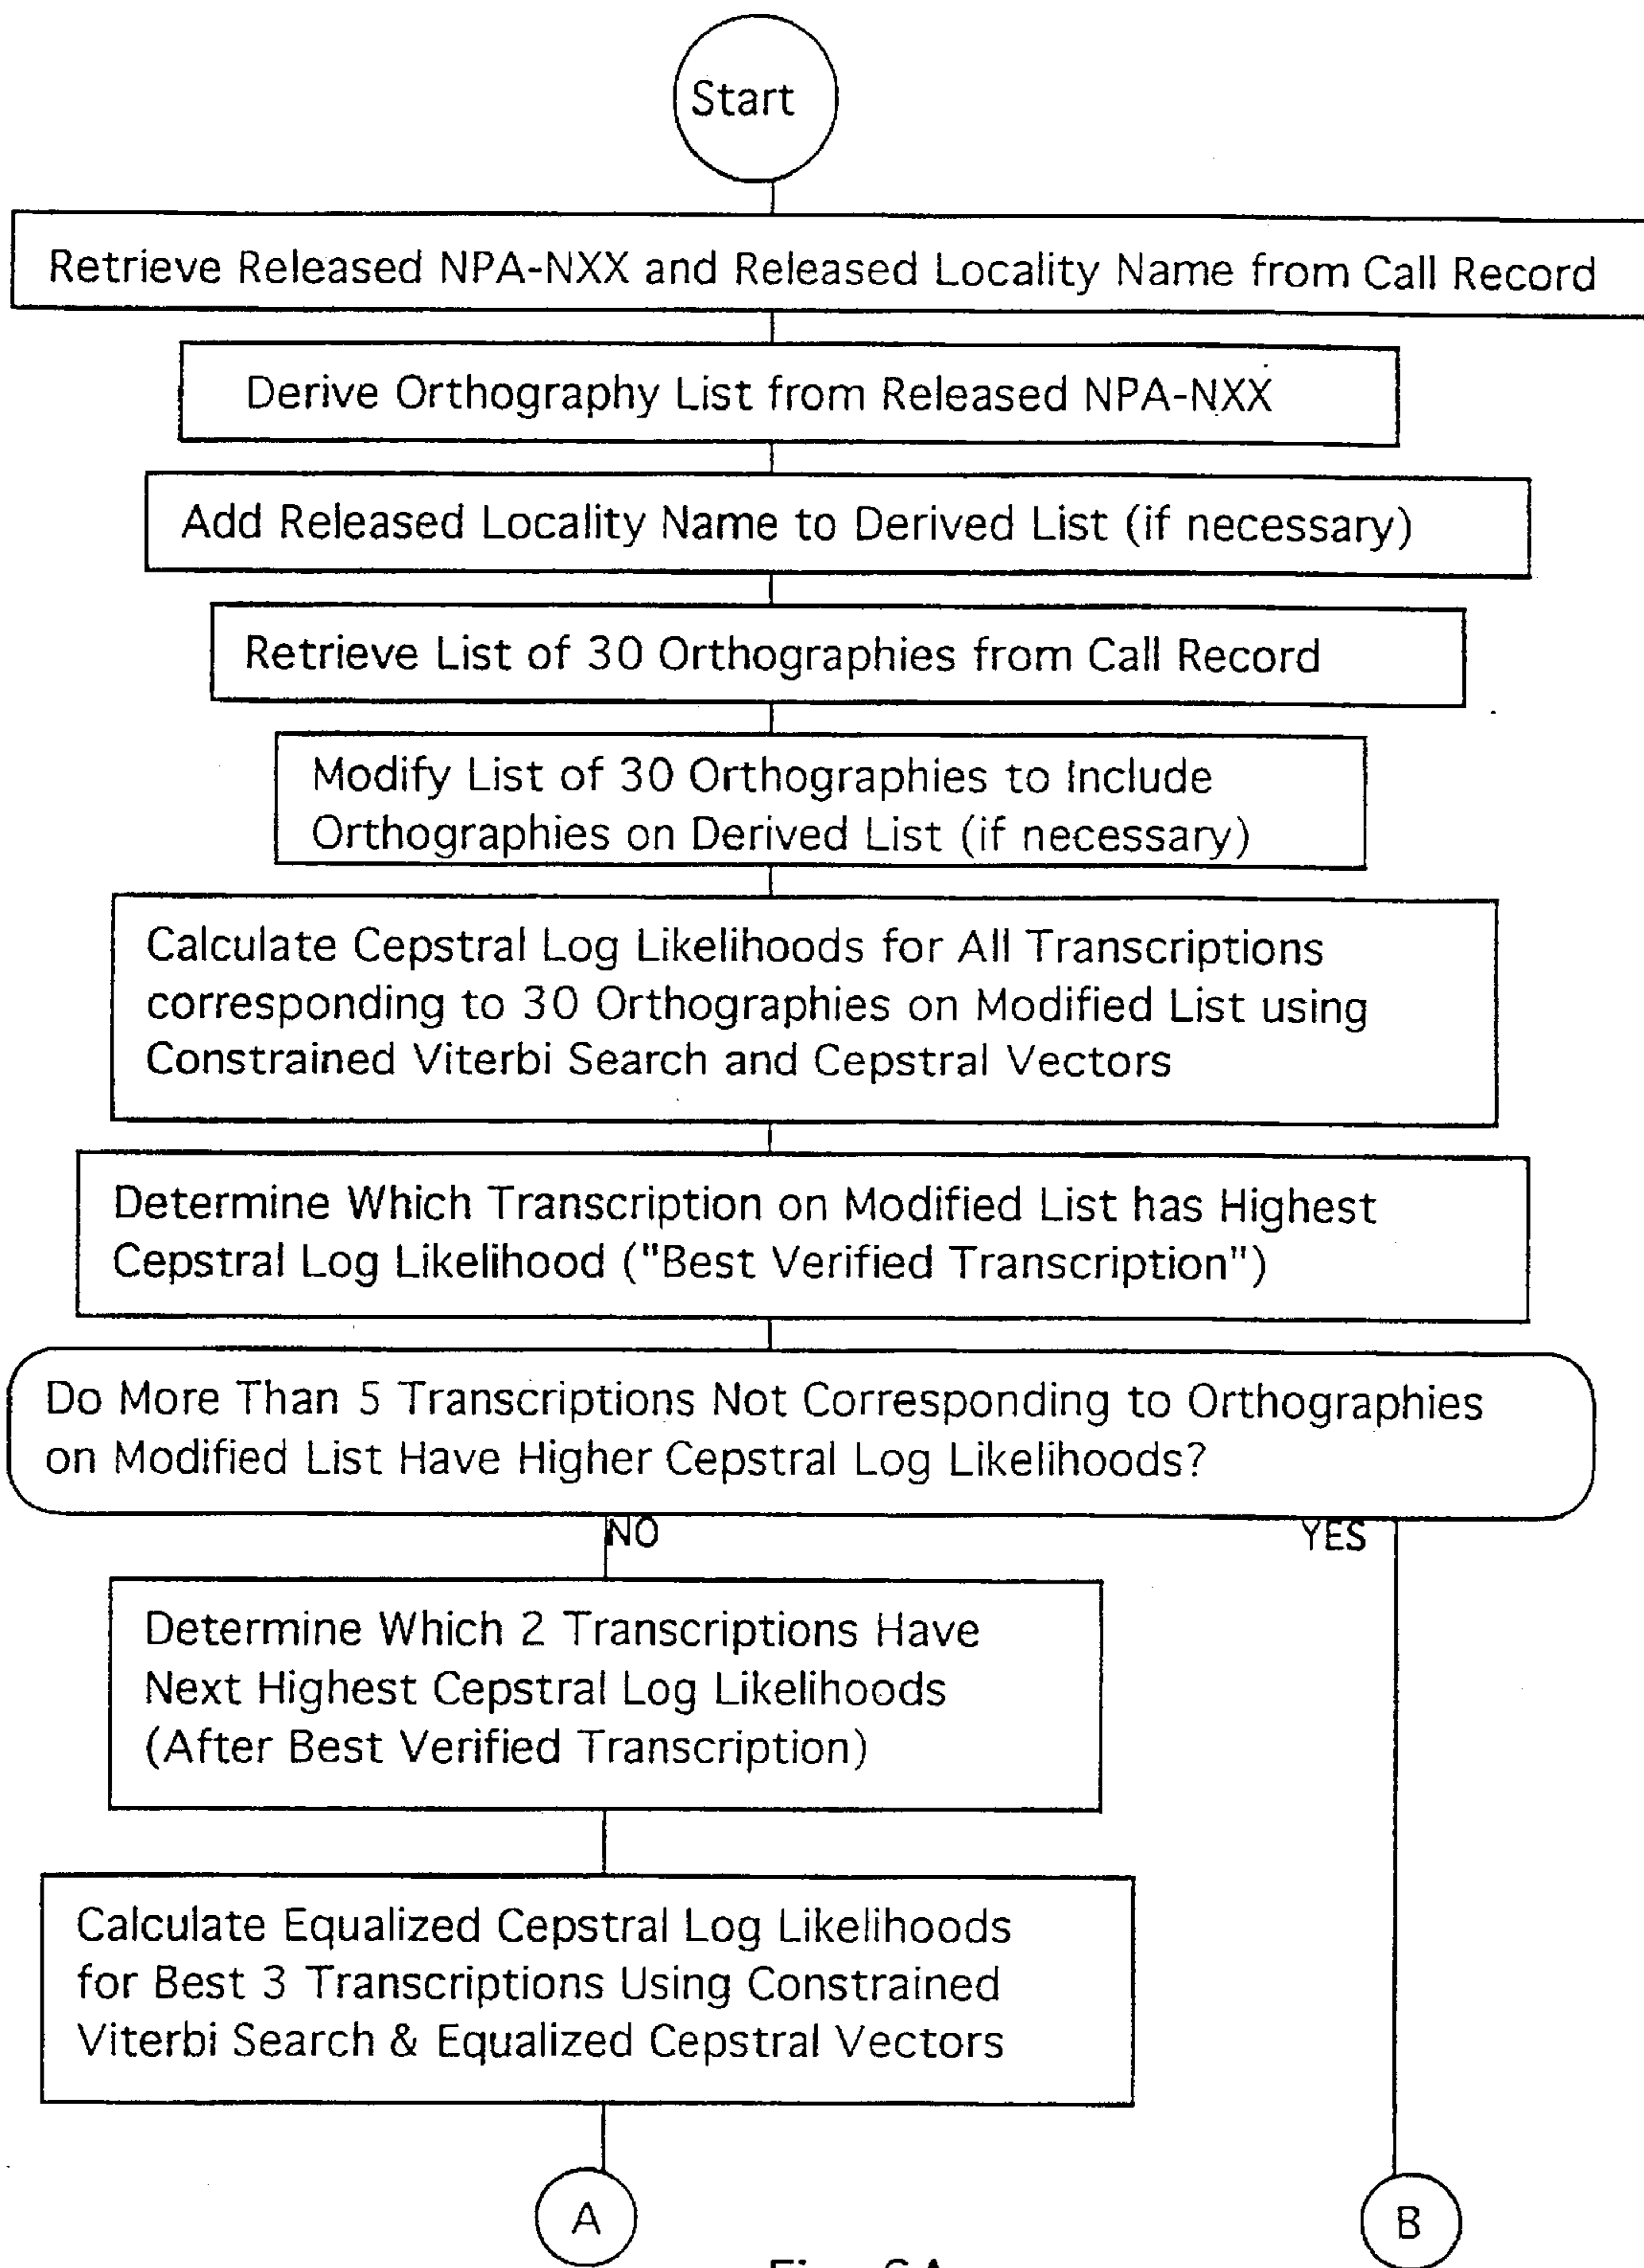 Start
Retrieve Released NPA-NXX and Released Locality Name from Call Record
Derive Orthography List from Released NPA-NXX
Add Released Locality Name to Derived List (if necessary)
Retrieve List of 30 Orthographies from Call Record
Modify List of 30 Orthographies to Include
Orthographies on Derived List (if necessary)
Calculate Cepstral Log Likelihoods for All Transcriptions
corresponding to 30 Orthographies on Modified List using
Constrained Viterbi Search and Cepstral Vectors
Determine Which Transcription on Modified List has Highest
Cepstral Log Likelihood ("Best Verified Transcription")
Do More Than 5 Transcriptions Not Corresponding to Orthographies
on Modified List Have Higher Cepstral Log Likelihoods?
NO YES
Determine Which 2 Transcriptions Have
Next Highest Cepstral Log Likelihoods
(After Best Verified Transcription)
Calculate Equalized Cepstral Log Likelihoods
for Best 3 Transcriptions Using Constrained
Viterbi Search & Equalized Cepstral Vectors
A B